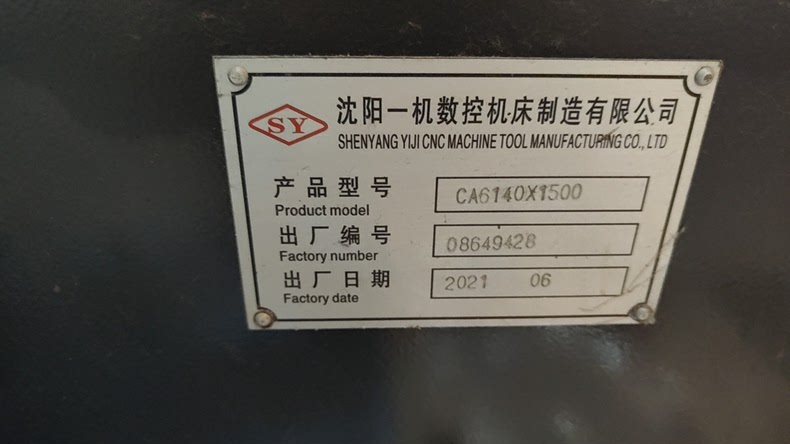 沈阳一机数控机床制造有限公司
SY
SHENYANG YIJI CNC MACHINE TOOL MANUFACTURING CO., LTD
产品型号 CA6140X1500
Product model
出厂编号 08649428
Factory number
出厂日期 2021 06
Factory date